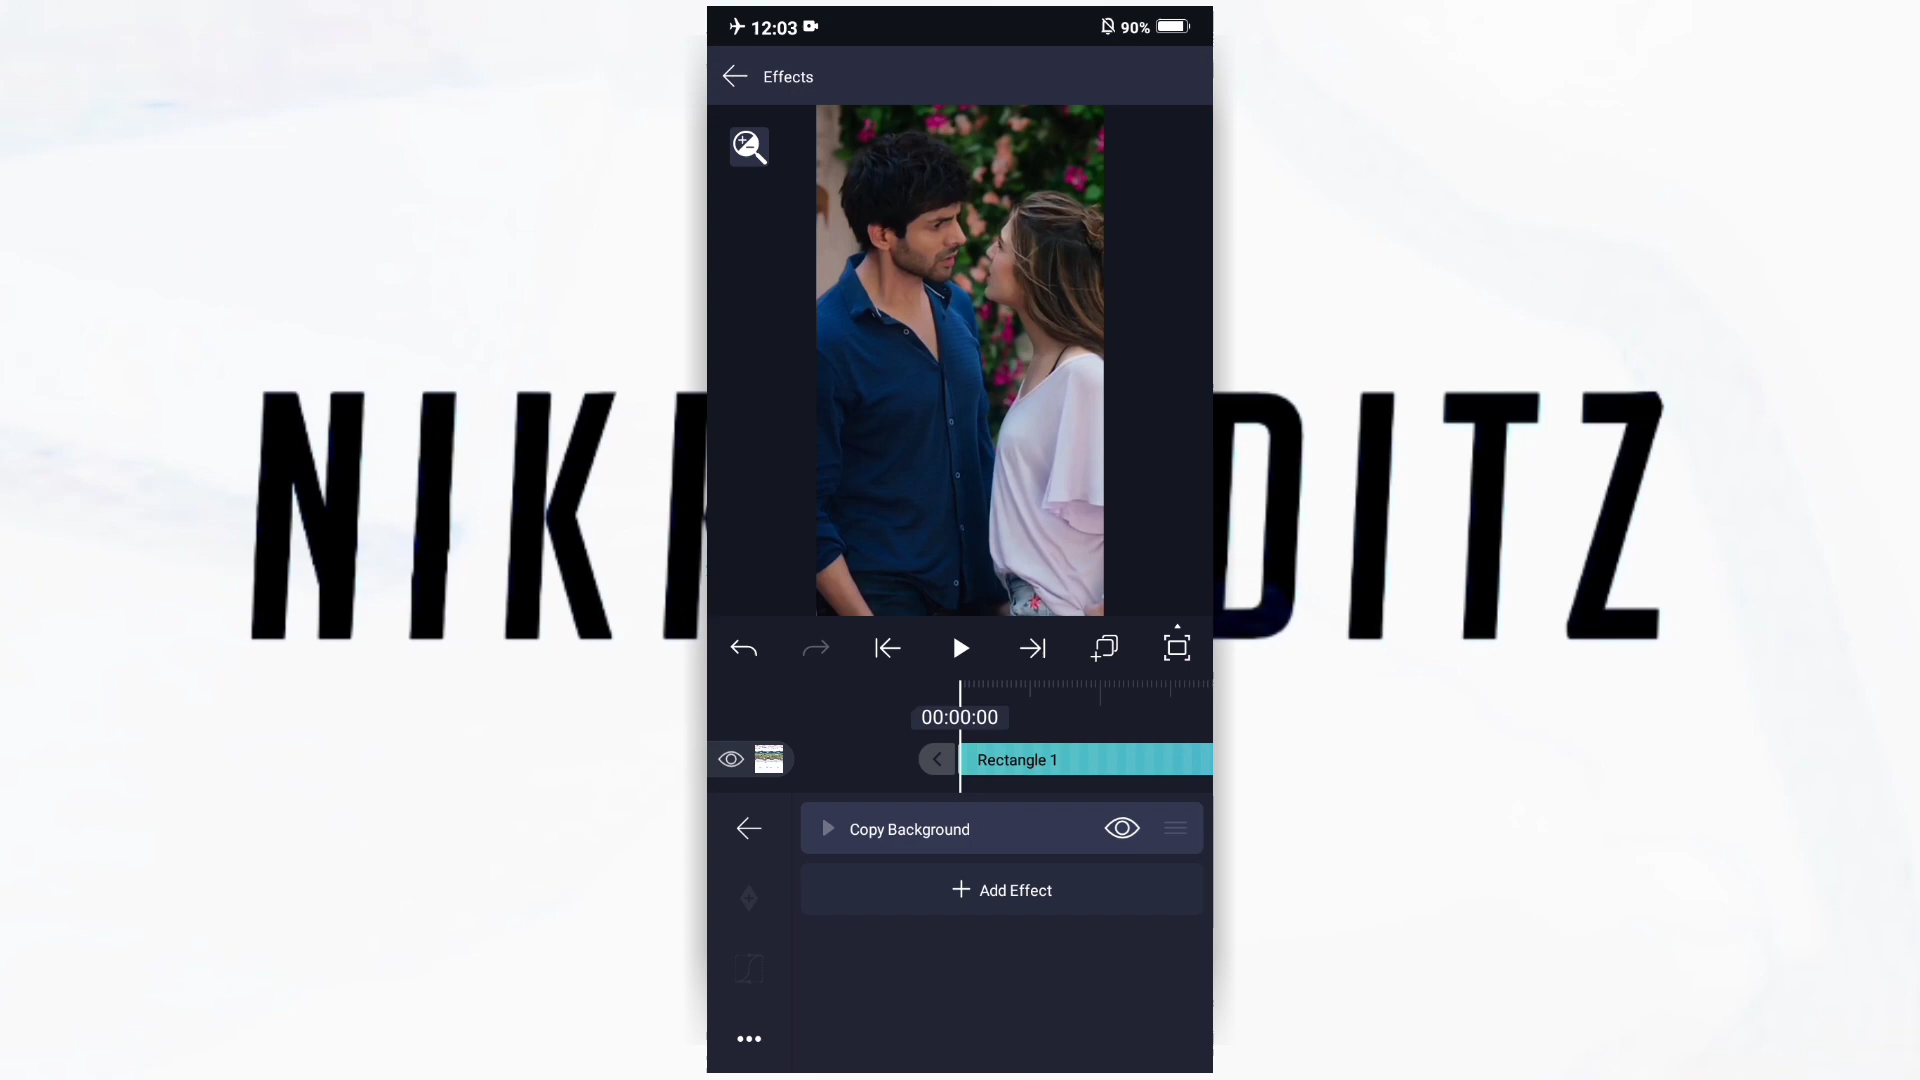 12:03
90%
Effects
NIK
DITZ
00:00:00
Rectangle 1
Copy Background
Add Effect